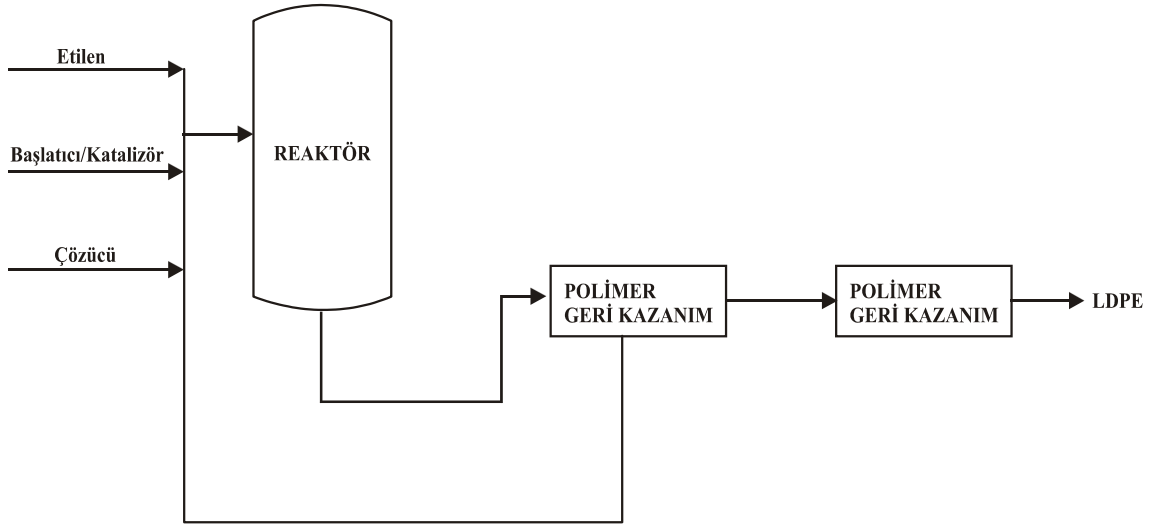 Etilen
Başlatıcı/Katalizör
Çözücü
REAKTÖR
POLİMER
GERİ KAZANIM
POLİMER
GERİ KAZANIM
LDPE